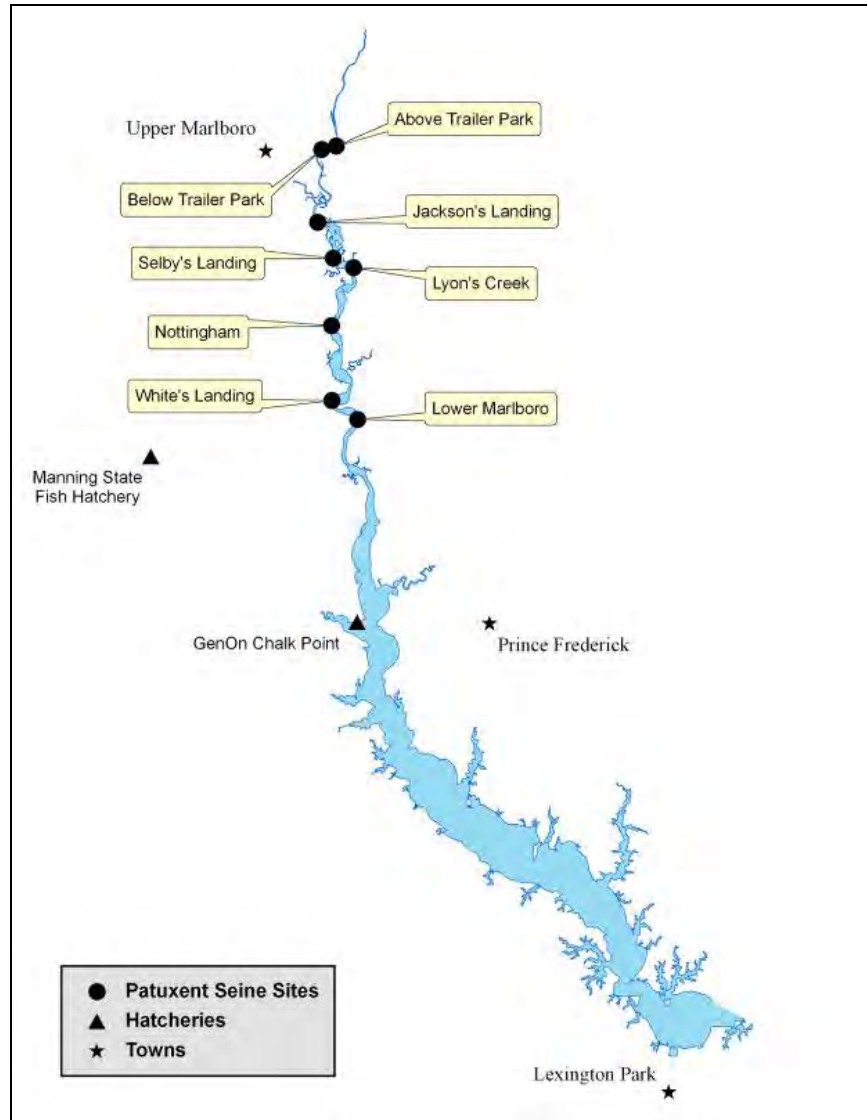 Above Trailer Park
Upper Marlboro
Below Trailer Park
Jackson's Landing
Selby's Landing
Lyon's Creek
Nottingham
White's Landing
Lower Marlboro
Manning State
Fish Hatchery
GenOn Chalk Point
Prince Frederick
Patuxent Seine Sites
Hatcheries
Towns
Lexington Park